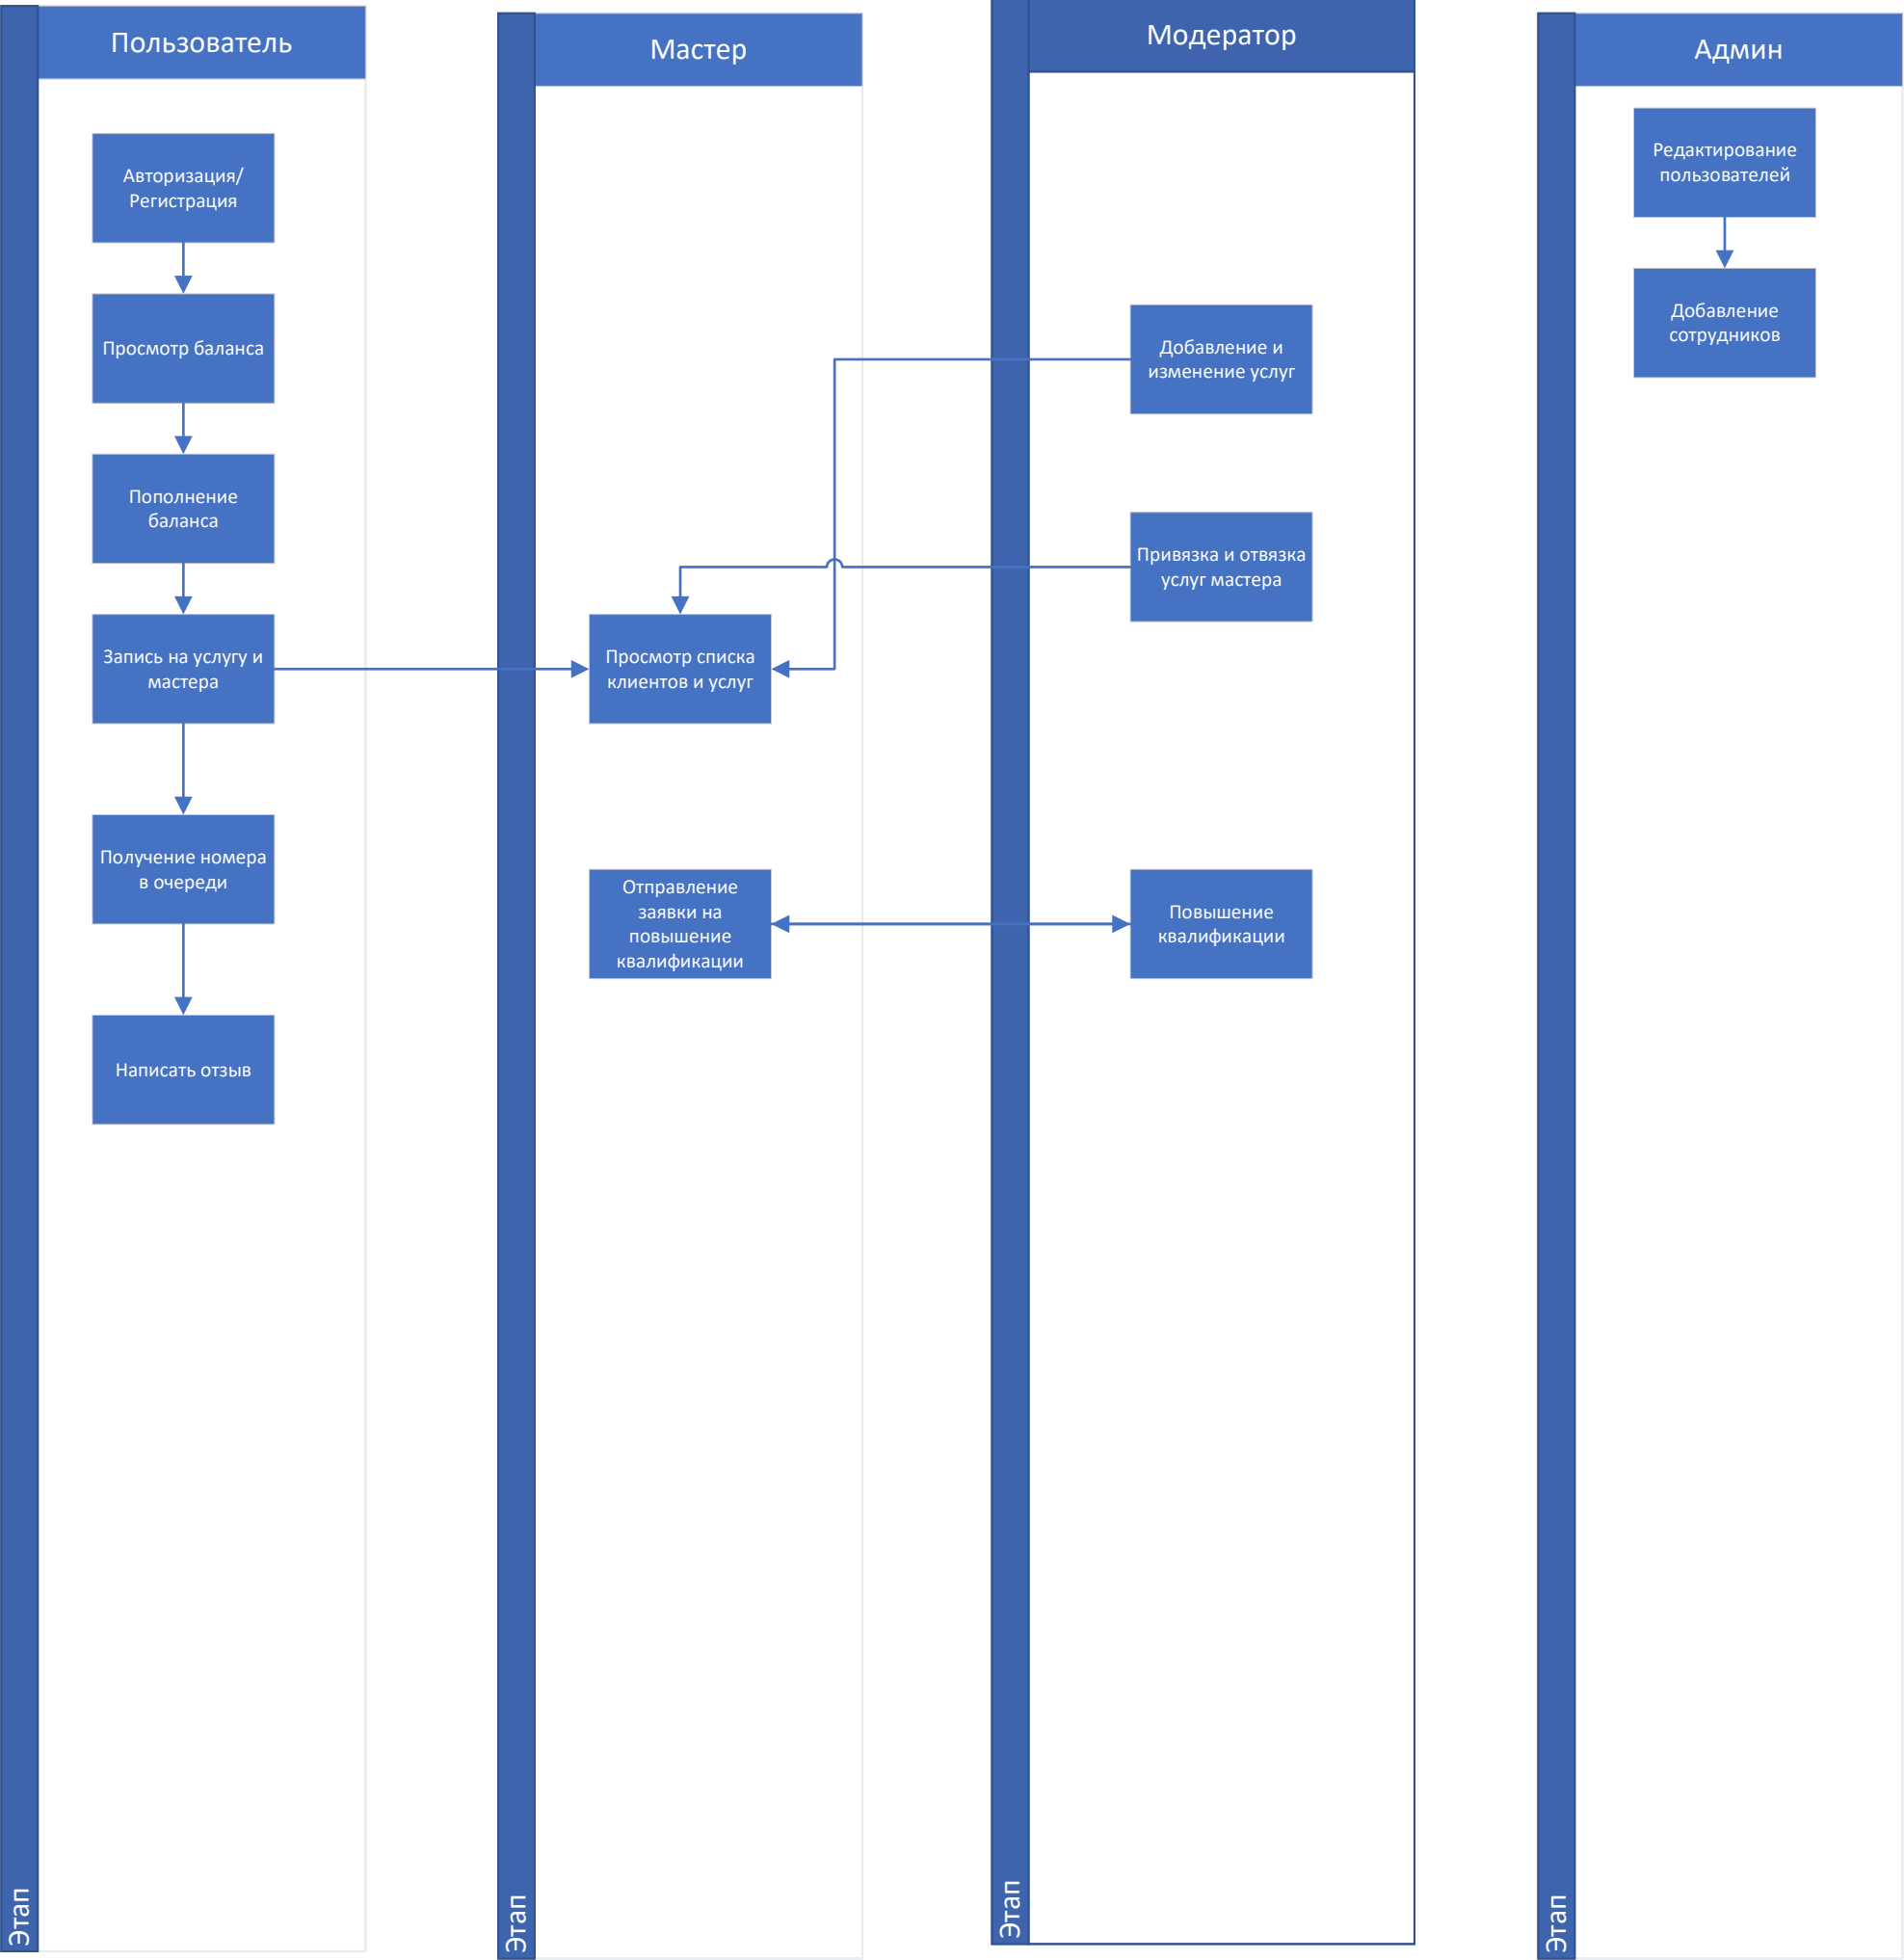 Пользователь
Авторизация/
Регистрация
Просмотр баланса
Пополнение
баланса
Запись на услугу и
мастера
Получение номера
в очереди
Написать отзыв
Этап
Мастер
Просмотр списка
клиентов и услуг
Отправление
заявки на
повышение
квалификации
Этап
Модератор
Добавление и
изменение услуг
Привязка и отвязка
услуг мастера
Повышение
квалификации
Этап
Админ
Редактирование
пользователей
Добавление
сотрудников
Этап